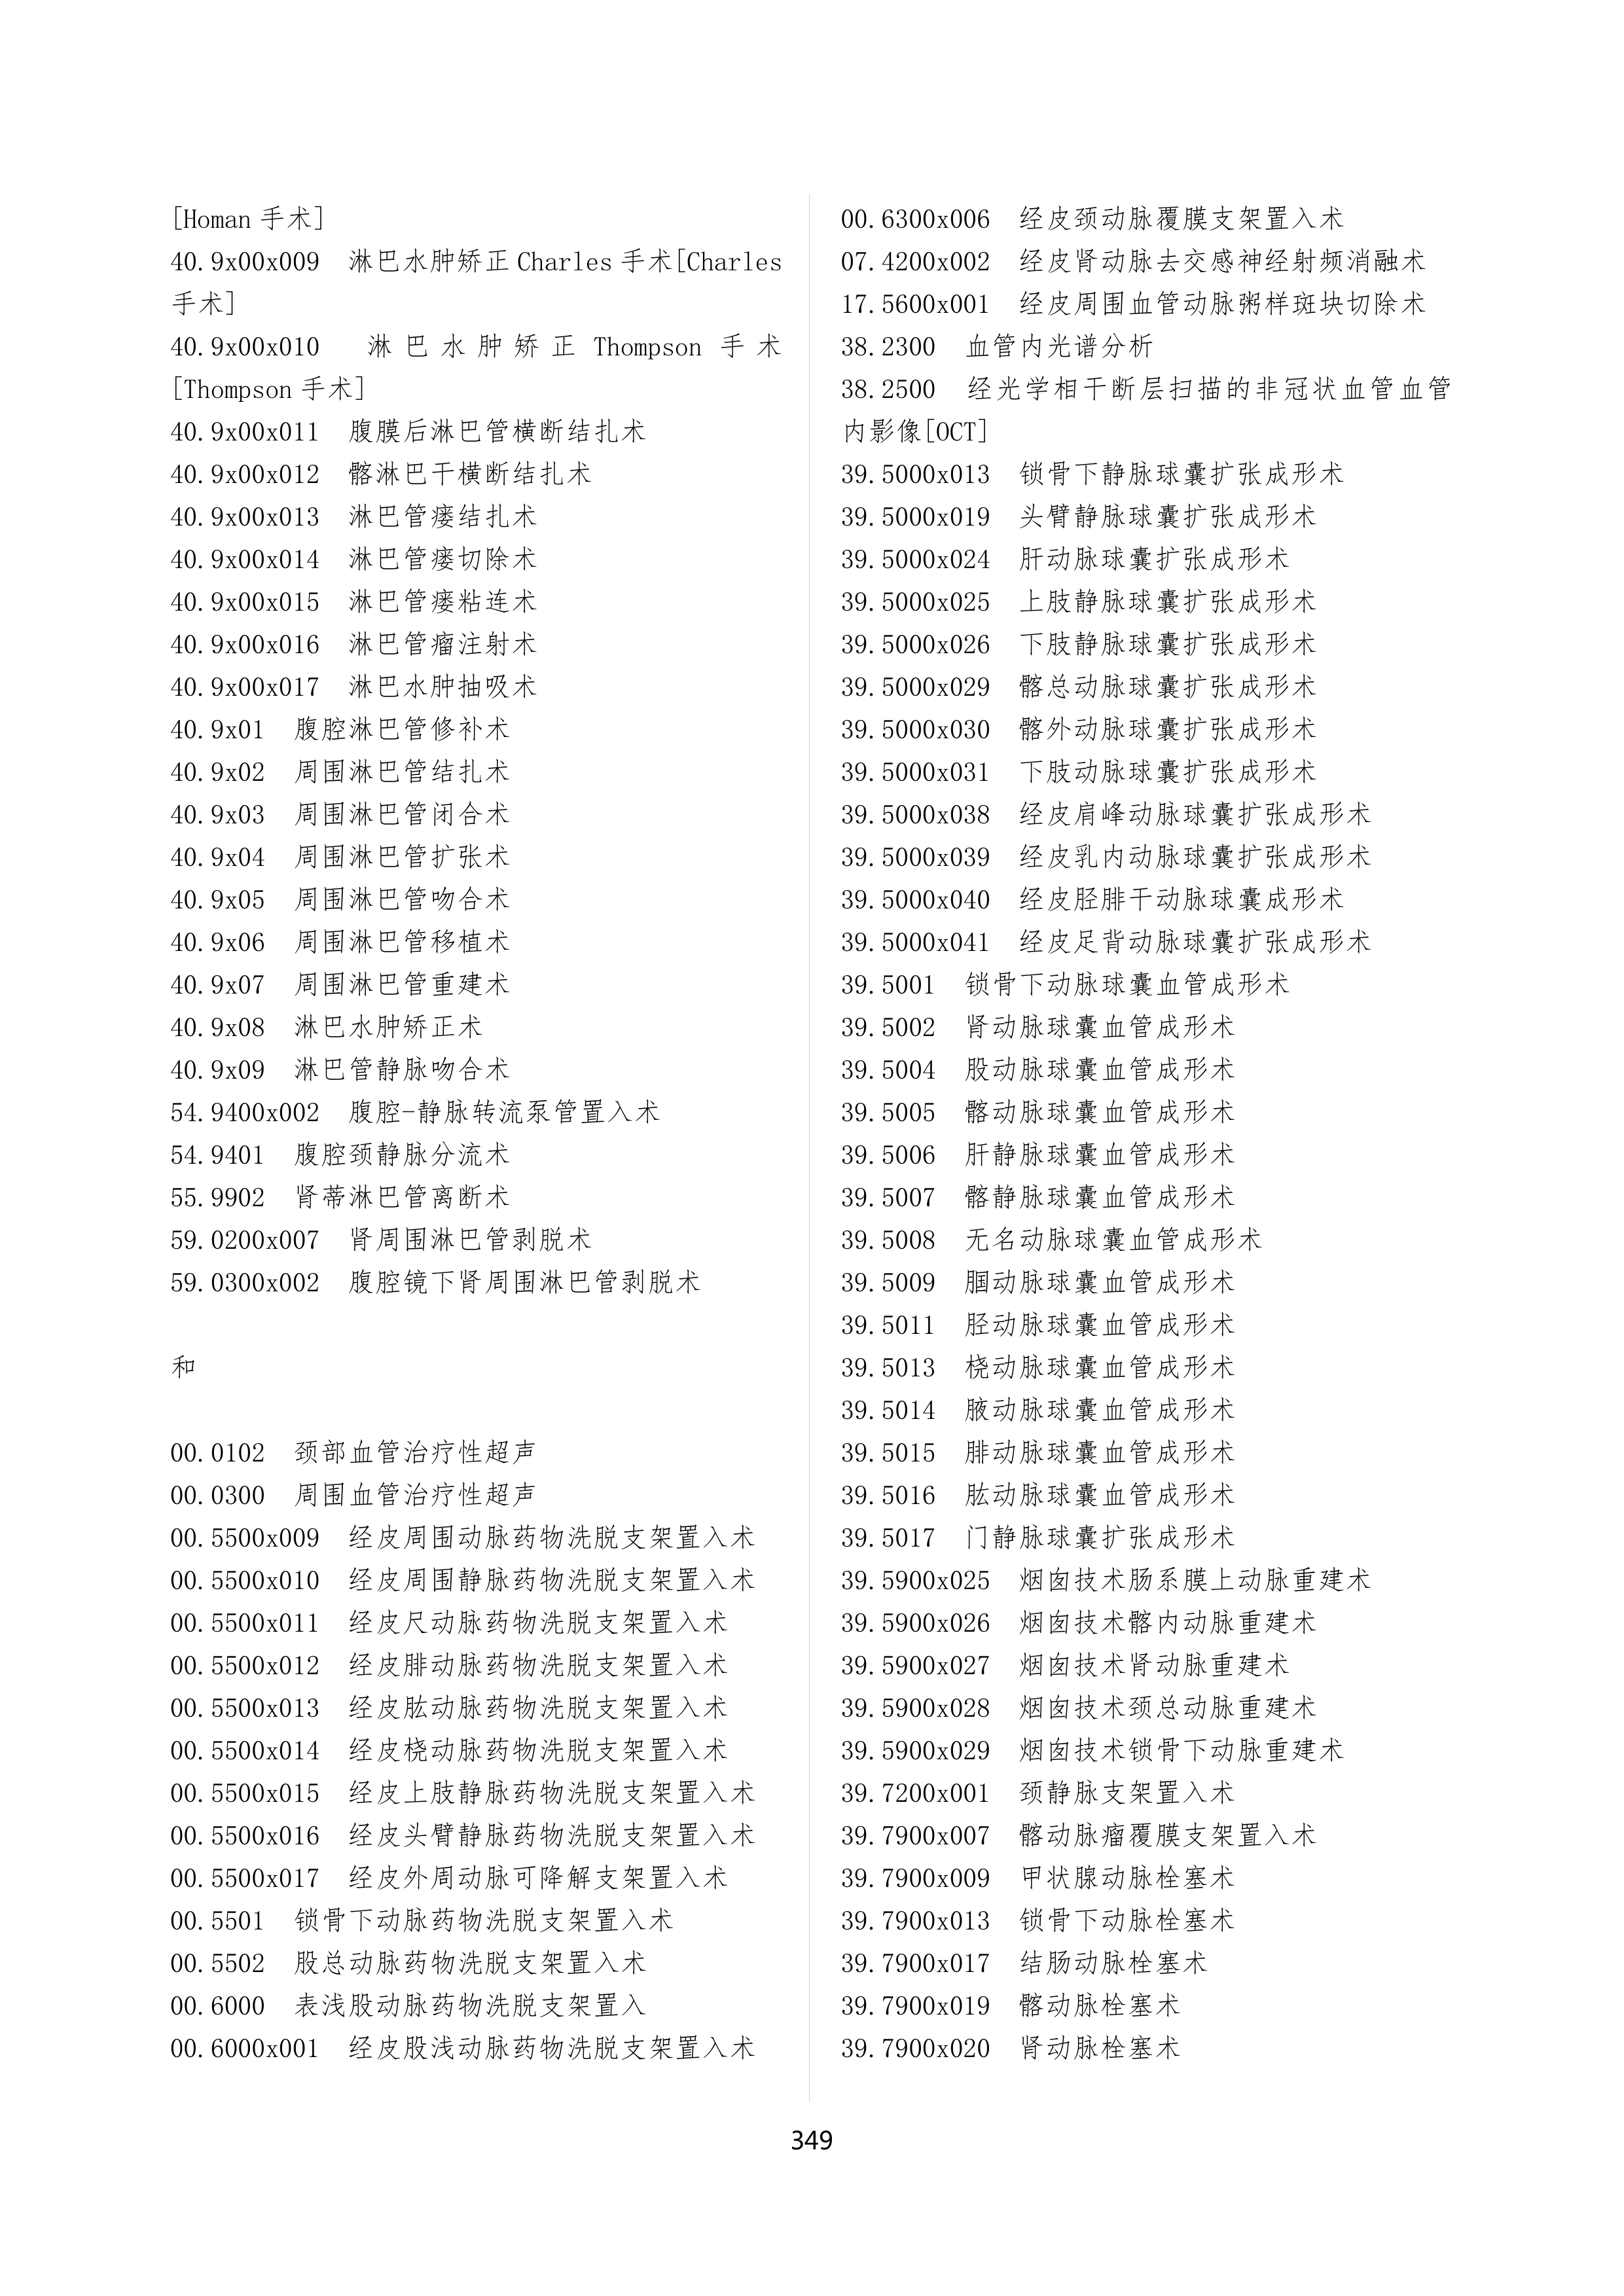 [Homan 手术]
40.9x00x009 淋巴水肿矫正 Charles 手术[Charles
手术]
40.9x00x010 淋巴水肿矫正 Thompson 手术
[Thompson 手术]
40.9x00x011 腹膜后淋巴管横断结扎术
40.9x00x012 髂淋巴干横断结扎术
40.9x00x013 淋巴管瘘结扎术
40.9x00x014 淋巴管瘘切除术
40.9x00x015 淋巴管瘘粘连术
40.9x00x016 淋巴管瘤注射术
40.9x00x017 淋巴水肿抽吸术
40.9x01 腹腔淋巴管修补术
40.9x02 周围淋巴管结扎术
40.9x03 周围淋巴管闭合术
40.9x04 周围淋巴管扩张术
40.9x05 周围淋巴管吻合术
40.9x06 周围淋巴管移植术
40.9x07 周围淋巴管重建术
40.9x08 淋巴水肿矫正术
40.9x09 淋巴管静脉吻合术
54.9400x002 腹腔-静脉转流泵管置入术
54.9401 腹腔颈静脉分流术
55.9902 肾蒂淋巴管离断术
59.0200x007 肾周围淋巴管剥脱术
59.0300x002 腹腔镜下肾周围淋巴管剥脱术
和
00.0102 颈部血管治疗性超声
00.0300 周围血管治疗性超声
00.5500x009 经皮周围动脉药物洗脱支架置入术
00.5500x010 经皮周围静脉药物洗脱支架置入术
00.5500x011 经皮尺动脉药物洗脱支架置入术
00.5500x012 经皮腓动脉药物洗脱支架置入术
00.5500x013 经皮肱动脉药物洗脱支架置入术
00.5500x014 经皮桡动脉药物洗脱支架置入术
00.5500x015 经皮上肢静脉药物洗脱支架置入术
00.5500x016 经皮头臂静脉药物洗脱支架置入术
00.5500x017 经皮外周动脉可降解支架置入术
00.5501 锁骨下动脉药物洗脱支架置入术
00.5502 股总动脉药物洗脱支架置入术
00.6000 表浅股动脉药物洗脱支架置入
00.6000x001 经皮股浅动脉药物洗脱支架置入术
00.6300x006 经皮颈动脉覆膜支架置入术
07.4200x002 经皮肾动脉去交感神经射频消融术
17.5600x001 经皮周围血管动脉粥样斑块切除术
38.2300 血管内光谱分析
38.2500 经光学相干断层扫描的非冠状血管血管
内影像[OCT]
39.5000x013 锁骨下静脉球囊扩张成形术
39.5000x019 头臂静脉球囊扩张成形术
39.5000x024 肝动脉球囊扩张成形术
39.5000x025 上肢静脉球囊扩张成形术
39.5000x026 下肢静脉球囊扩张成形术
39.5000x029 髂总动脉球囊扩张成形术
39.5000x030 髂外动脉球囊扩张成形术
39.5000x031 下肢动脉球囊扩张成形术
39.5000x038 经皮肩峰动脉球囊扩张成形术
39.5000x039 经皮乳内动脉球囊扩张成形术
39.5000x040 经皮胫腓干动脉球囊成形术
39.5000x041 经皮足背动脉球囊扩张成形术
39.5001 锁骨下动脉球囊血管成形术
39.5002 肾动脉球囊血管成形术
39.5004 股动脉球囊血管成形术
39.5005 髂动脉球囊血管成形术
39.5006 肝静脉球囊血管成形术
39.5007 髂静脉球囊血管成形术
39.5008 无名动脉球囊血管成形术
39.5009 腘动脉球囊血管成形术
39.5011 胫动脉球囊血管成形术
39.5013 桡动脉球囊血管成形术
39.5014 腋动脉球囊血管成形术
39.5015 腓动脉球囊血管成形术
39.5016 肱动脉球囊血管成形术
39.5017 门静脉球囊扩张成形术
39.5900x025 烟囱技术肠系膜上动脉重建术
39.5900x026 烟囱技术髂内动脉重建术
39.5900x027 烟囱技术肾动脉重建术
39.5900x028 烟囱技术颈总动脉重建术
39.5900x029 烟囱技术锁骨下动脉重建术
39.7200x001 颈静脉支架置入术
39.7900x007 髂动脉瘤覆膜支架置入术
39.7900x009 甲状腺动脉栓塞术
39.7900x013 锁骨下动脉栓塞术
39.7900x017 结肠动脉栓塞术
39.7900x019 髂动脉栓塞术
39.7900x020 肾动脉栓塞术
349